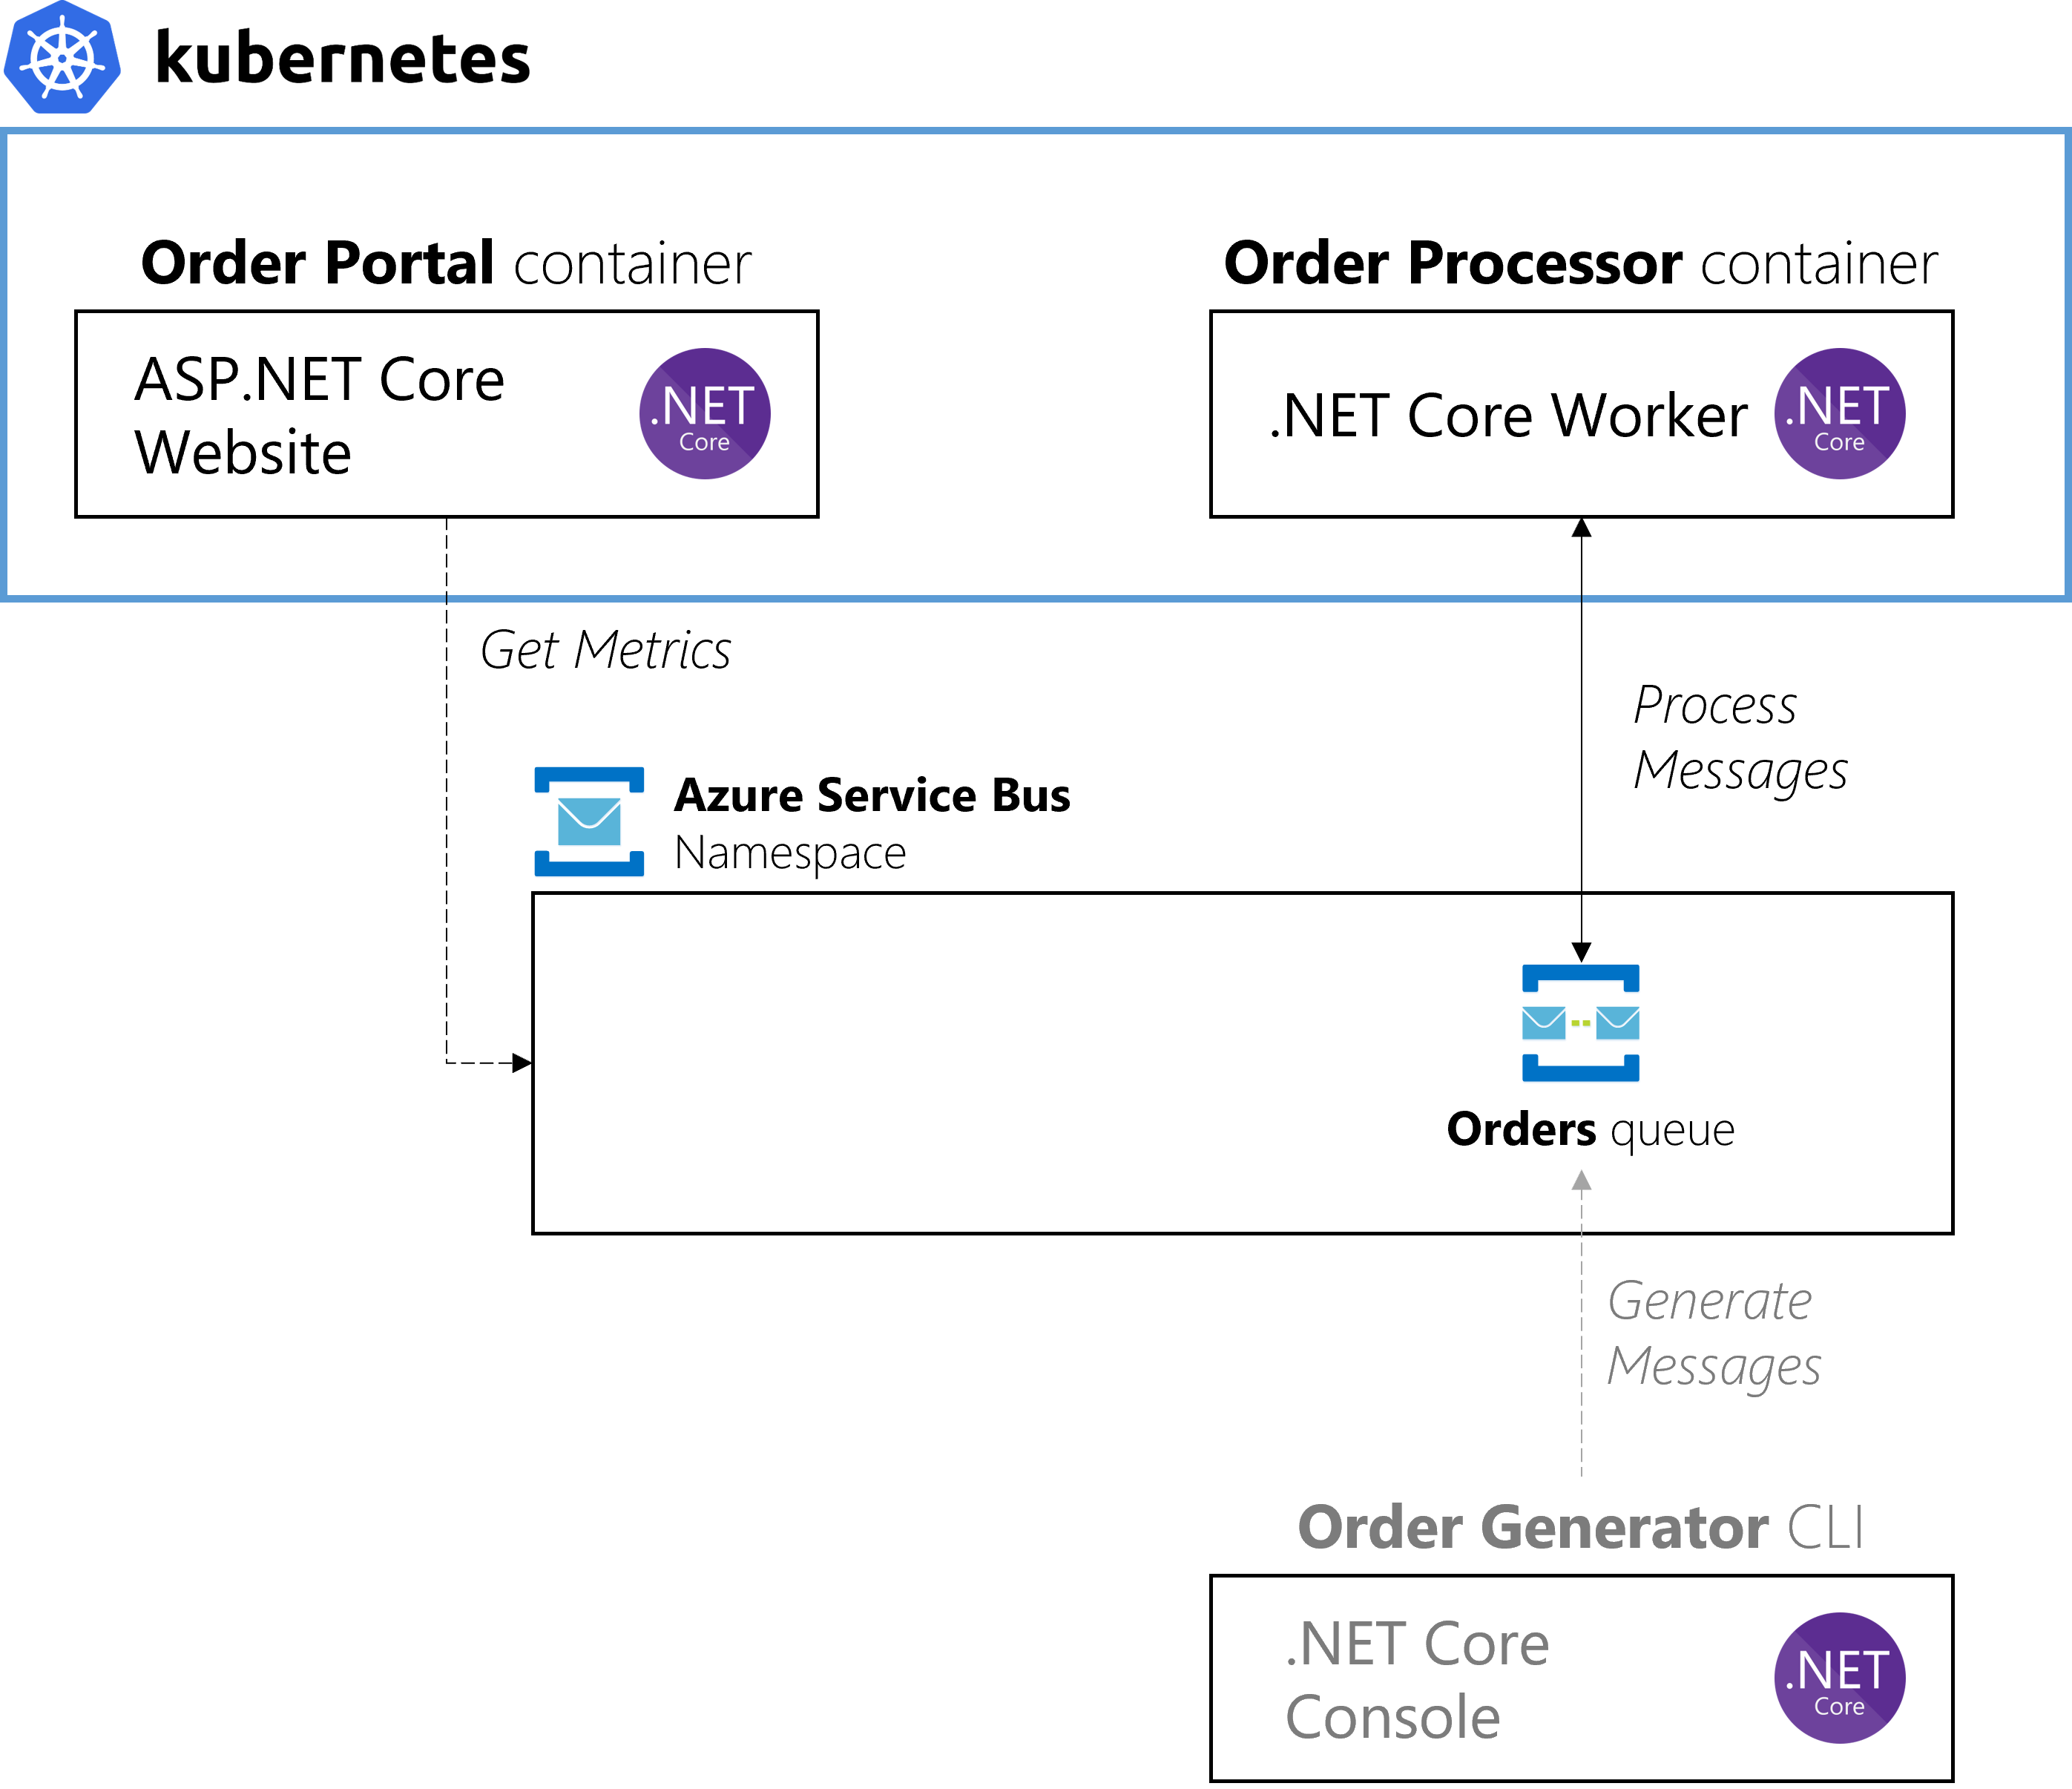 kubernetes
Order Portal container
ASP.NET Core
Website
.NET
Core
Order Processor container
.NET Core Worker
.NET
Core
Get Metrics
Process
Messages
Azure Service Bus
Namespace
Orders queue
Generate
Messages
Order Generator CLI
.NET Core
Console
.NET
Core